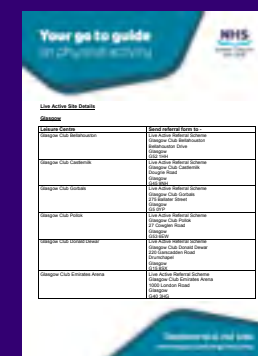 Your go to guide
on physical activity
NHS
Live Active Site Details
Glasgow
Leisure Centre Send referral form to -
Glasgow Club Bellahouston Live Active Referral Scheme
Glasgow Club Bellahouston
Bellahouston Drive
Glasgow
G52 1HH
Glasgow Club Castlemilk Live Active Referral Scheme
Glasgow Club Castlemilk
Dougrie Road
Glasgow
Glasgow Club Gorbals Live Active Referral Scheme
Glasgow Club Gorbals
275 Ballater Street
Glasgow
G5 0YP
Glasgow Club Pollok Live Active Referral Scheme
Glasgow Club Pollok
27 Cowglen Road
Glasgow
G53 6EW
Glasgow Club Donald Dewar Live Active Referral Scheme
Glasgow Club Donald Dewar
220 Garscadden Road
Drumchapel
Glasgow
G15 8SX
Glasgow Club Emirates Arena Live Active Referral Scheme
Glasgow Club Emirates Arena
1000 London Road
Glasgow
G40 3HG